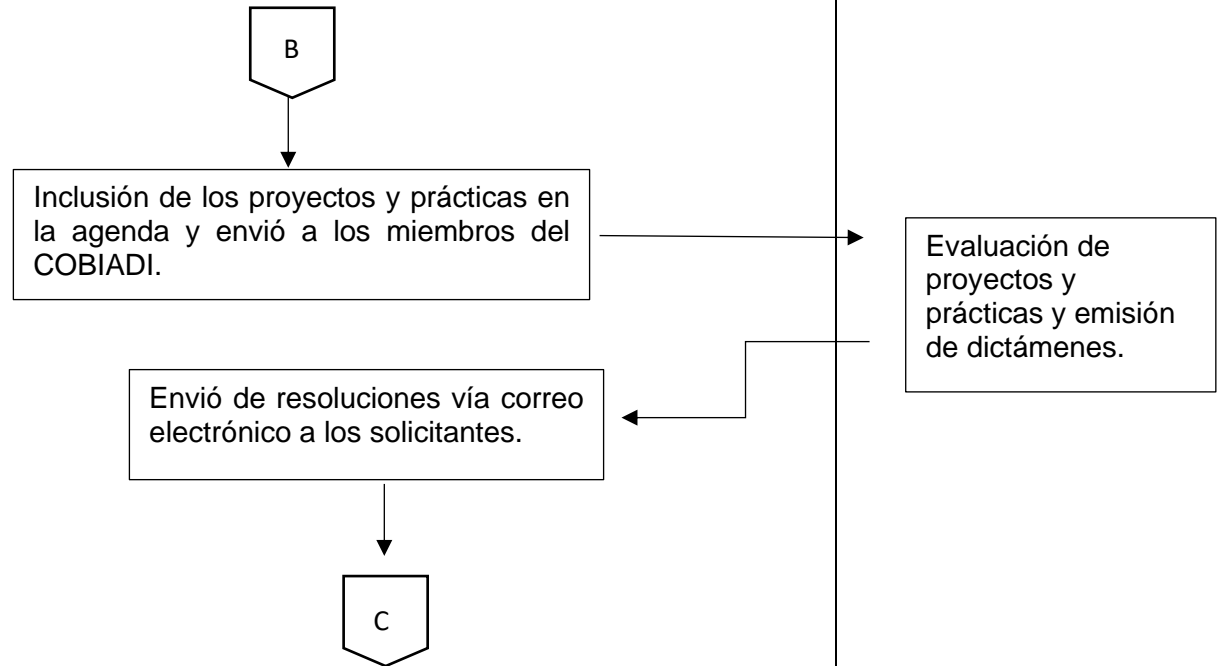 B
Inclusión de los proyectos y prácticas en
la agenda y envió a los miembros del
COBIADI.
Evaluación de
proyectos y
prácticas y emisión
de dictámenes.
Envió de resoluciones vía correo
electrónico a los solicitantes.
C